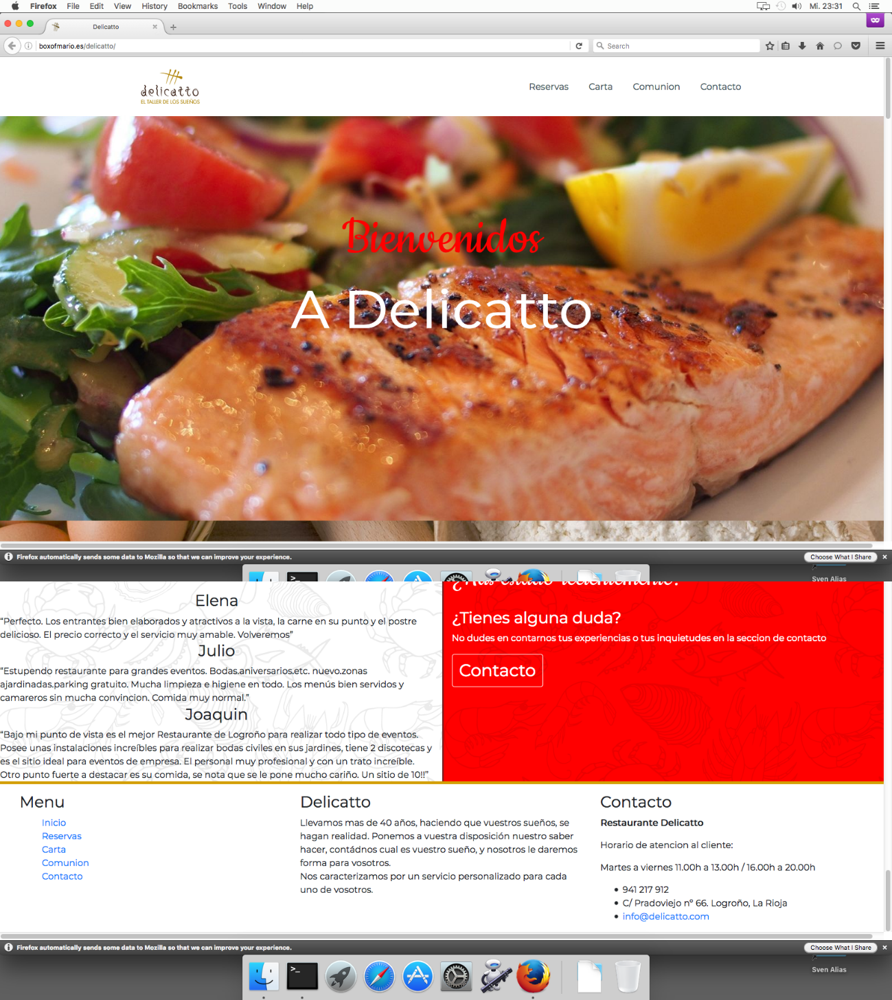 Firefox File Edit View History Bookmarks Tools Window Help
Mi. 23:31
Delicatto
boxofmario.es/delicatto/
Search
delicatto
EL TALLER DE LOS SUEÑOS
Reservas Carta Comunion Contacto
Bienvenidos
A Delicatto
Firefox automatically sends some data to Mozilla so that we can improve your experience.
Choose What I Share
Sven Alias
Elena
“Perfecto. Los entrantes bien elaborados y atractivos a la vista, la carne en su punto y el postre
delicioso. El precio correcto y el servicio muy amable. Volveremos”
Julio
“Estupendo restaurante para grandes eventos. Bodas.aniversarios.etc. nuevo.zonas
ajardinadas.parking gratuito. Mucha limpieza e higiene en todo. Los menús bien servidos y
camareros sin mucha convincion. Comida muy normal.”
Joaquin
“Bajo mi punto de vista es el mejor Restaurante de Logroño para realizar todo tipo de eventos.
Posee unas instalaciones increíbles para realizar bodas civiles en sus jardines, tiene 2 discotecas y
es el sitio ideal para eventos de empresa. El personal muy profesional y con un trato increíble.
Otro punto fuerte a destacar es su comida, se nota que se le pone mucho cariño. Un sitio de 10!!”
¿Tienes alguna duda?
No dudes en contarnos tus experiencias o tus inquietudes en la seccion de contacto
Contacto
Menu
Inicio
Reservas
Carta
Comunion
Contacto
Delicatto
Llevamos mas de 40 años, haciendo que vuestros sueños, se
hagan realidad. Ponemos a vuestra disposición nuestro saber
hacer, contádnos cual es vuestro sueño, y nosotros le daremos
forma para vosotros.
Nos caracterizamos por un servicio personalizado para cada
uno de vosotros.
Contacto
Restaurante Delicatto
Horario de atencion al cliente:
Martes a viernes 11.00h a 13.00h / 16.00h a 20.00h
941 217 912
C/ Pradoviejo nº 66. Logroño, La Rioja
info@delicatto.com
Firefox automatically sends some data to Mozilla so that we can improve your experience.
Choose What I Share
Sven Alias